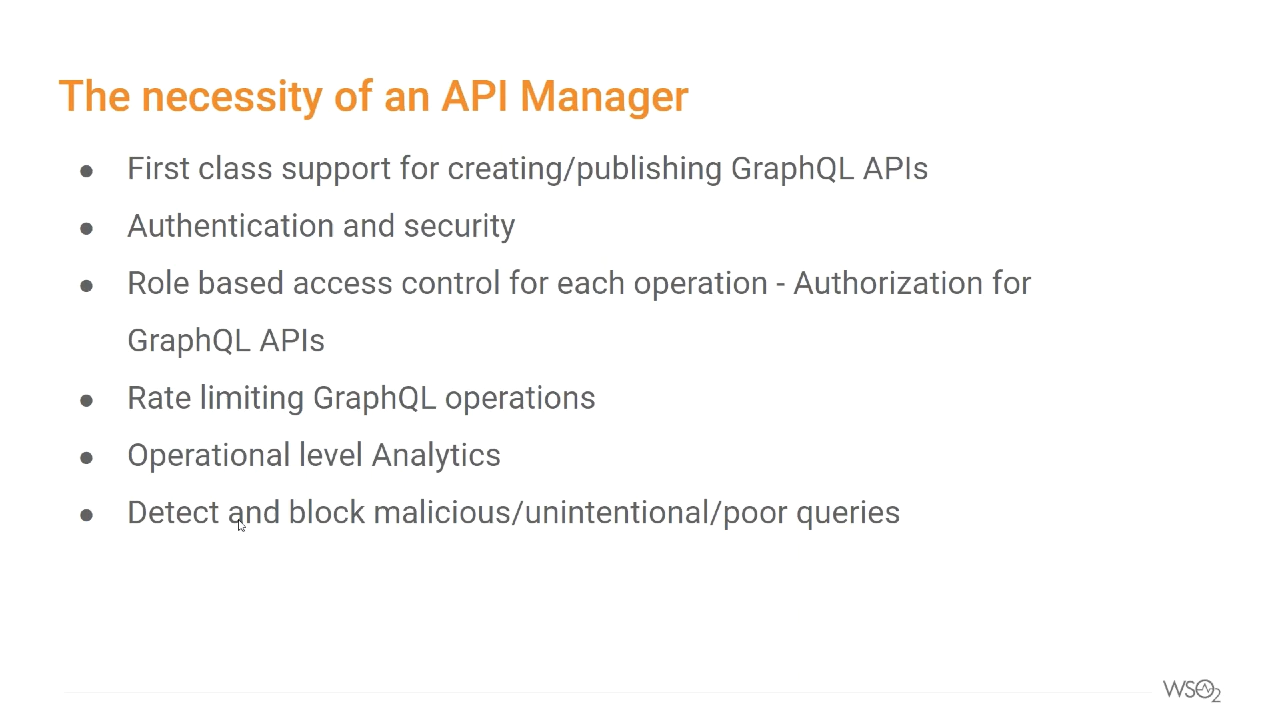 The necessity of an API Manager
● First class support for creating/publishing GraphQL APIs
● Authentication and security
● Role based access control for each operation - Authorization for
GraphQL APIs
● Rate limiting GraphQL operations
● Operational level Analytics
● Detect and block malicious/unintentional/poor queries
WSO2